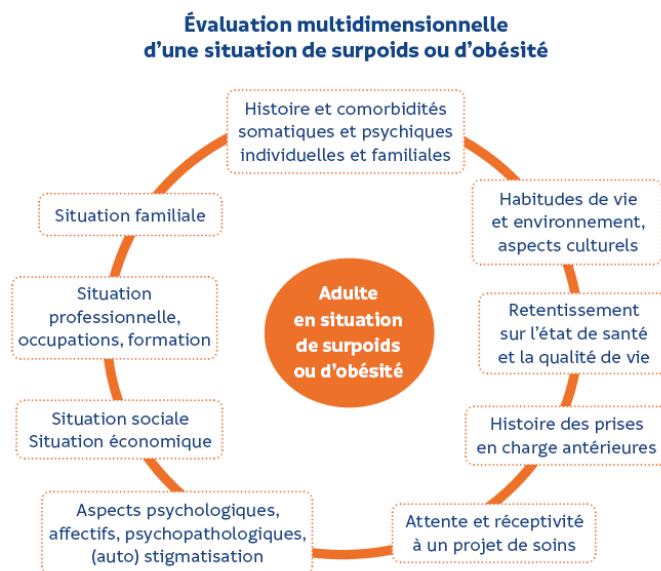 Évaluation multidimensionnelle
d’une situation de surpoids ou d’obésité
Histoire et comorbidités
somatiques et psychiques
individuelles et familiales
Habitudes de vie
et environnement,
aspects culturels
Retentissement
sur l’état de santé
et la qualité de vie
Histoire des prises
en charge antérieures
Attente et réceptivité
à un projet de soins
Aspects psychologiques,
affectifs, psychopathologiques,
(auto) stigmatisation
Situation sociale
Situation économique
Situation
professionnelle,
occupations, formation
Situation familiale
Adulte
en situation
de surpoids
ou d’obésité